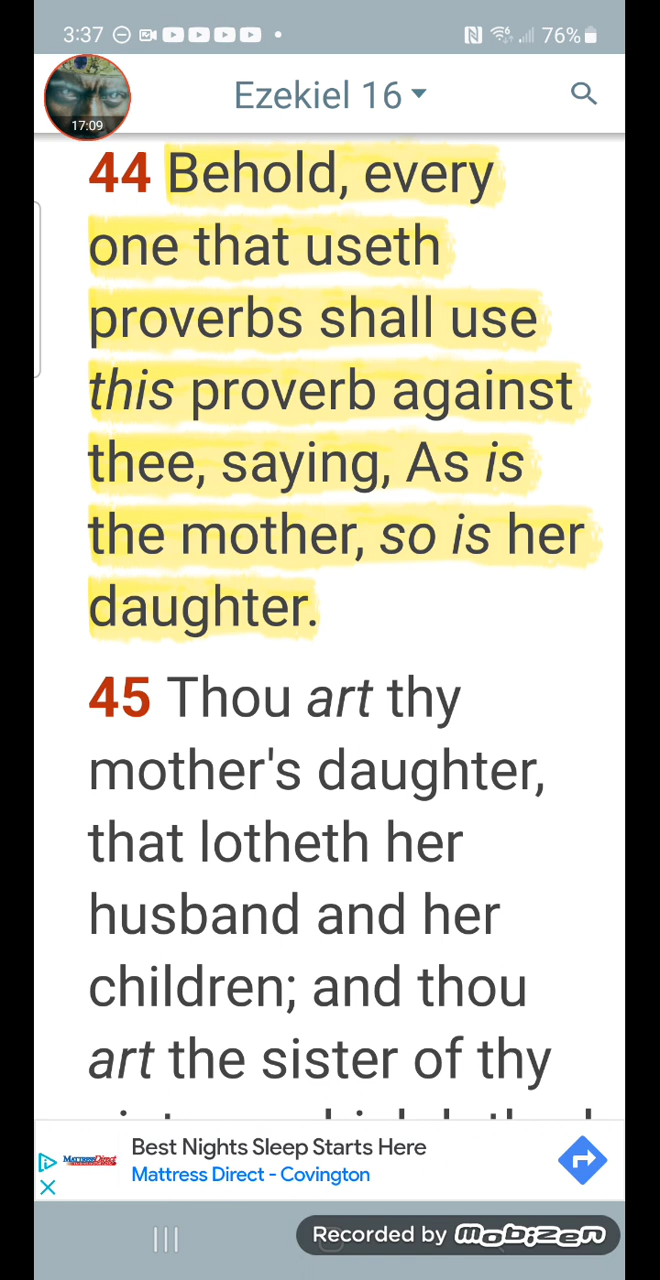 3:37
76%
17:09
Ezekiel 16
44 Behold, every
one that useth
proverbs shall use
this proverb against
thee, saying, As is
the mother, so is her
daughter.
45 Thou art thy
mother's daughter,
that lotheth her
husband and her
children; and thou
art the sister of thy
Best Nights Sleep Starts Here
MattressDirect
Mattress Direct - Covington
Recorded by mobizen